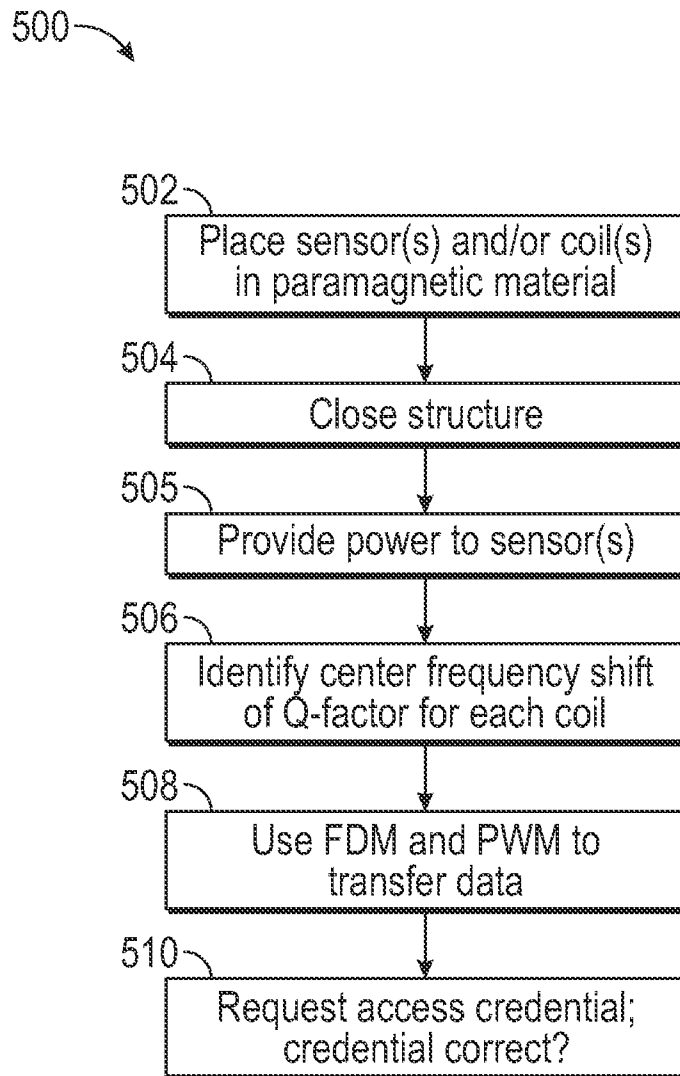 500
502
Place sensor(s) and/or coil(s)
in paramagnetic material
504
Close structure
505
Provide power to sensor(s)
506
Identify center frequency shift
of Q-factor for each coil
508
Use FDM and PWM to
transfer data
510
Request access credential;
credential correct?